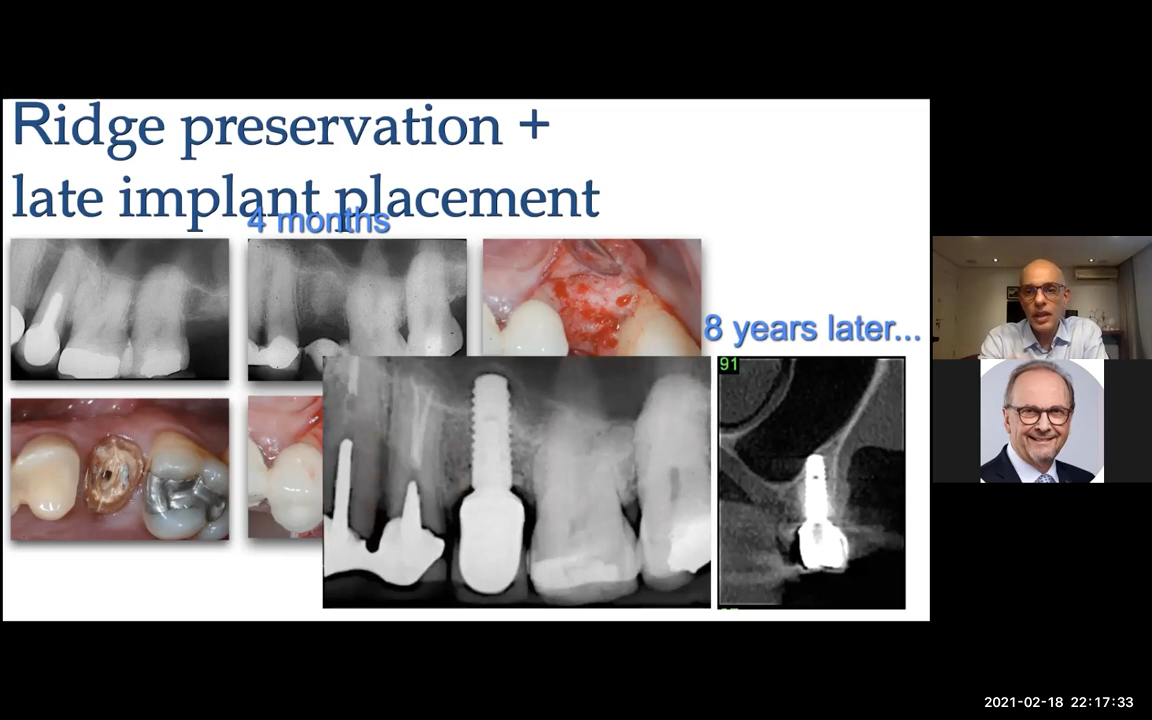 Ridge preservation +
late implant placement
4 months
8 years later...
91
2021-02-18 22:17:33